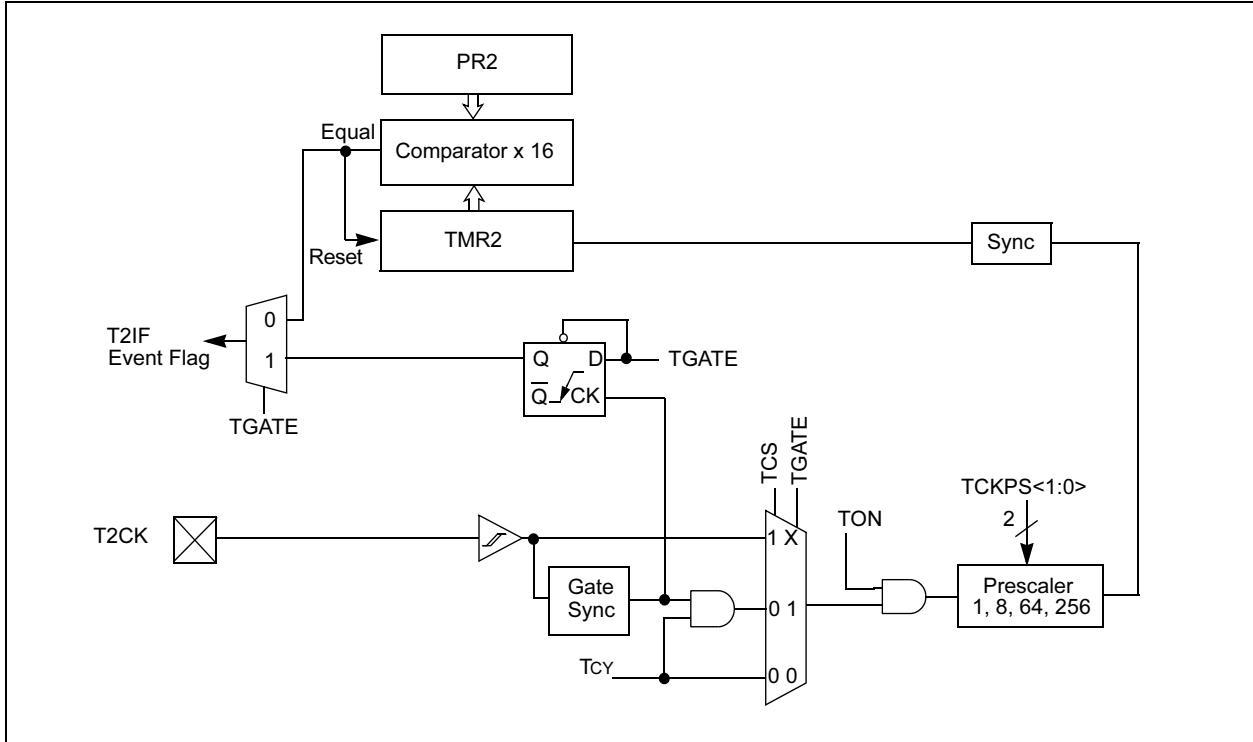 PR2
Equal
Comparator x 16
Reset
TMR2
Sync
T2IF
Event Flag
0
1
TGATE
Q
D
Q̅
CK
TGATE
TCS
TGATE
TCKPS<1:0>
2
TON
T2CK
1 X
Gate
Sync
0 1
Prescaler
1, 8, 64, 256
TCY
0 0